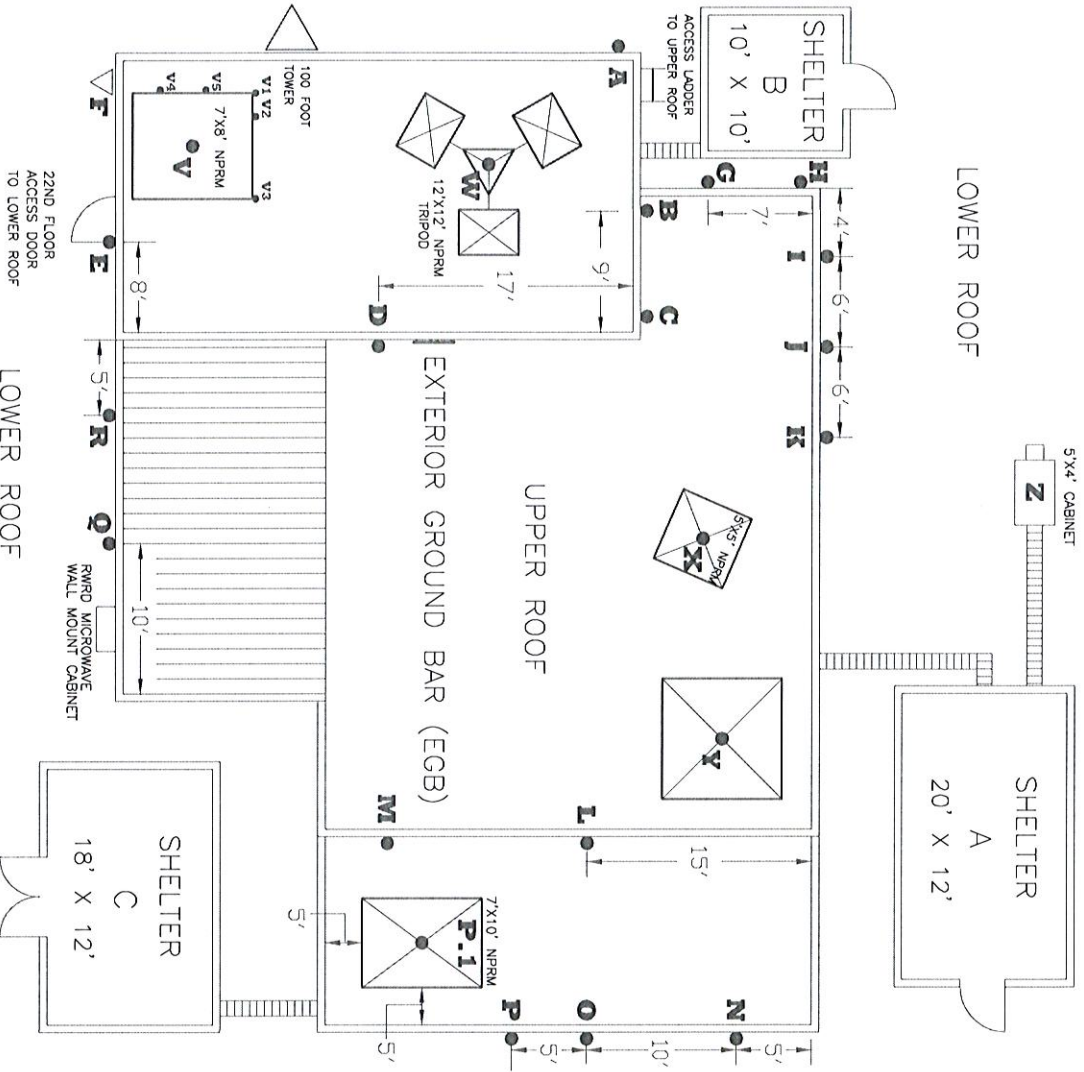 5'X4' CABINET
Z
SHELTER
A
20' X 12'
LOWER ROOF
SHELTER
B
10' X 10'
ACCESS LADDER
TO UPPER ROOF
H
G
7'
4'
6'
6'
I
J
K
A
B
C
9'
17'
12'X12' NPRM
TRIPOD
W
D
100 FOOT
TOWER
V1 V2
V3
V5
V4
7'X8' NPRM
V
F
E
8'
22ND FLOOR
ACCESS DOOR
TO LOWER ROOF
5'X5' NPRM
X
Y
UPPER ROOF
EXTERIOR GROUND BAR (EGB)
L
15'
M
N
5'
10'
O
5'
P
7'X10' NPRM
P.1
5'
5'
5'
R
Q
10'
RWRD MICROWAVE
WALL MOUNT CABINET
LOWER ROOF
SHELTER
C
18' X 12'